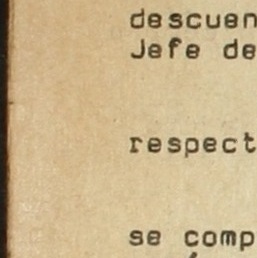 descuen
Jefe de
respect
se comp